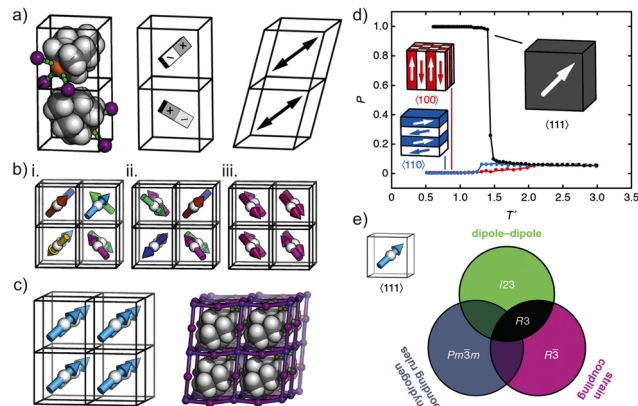 a)
b) i. ii. iii.
c)
d)
P
1.0
0.8
0.6
0.4
0.2
0
0 0.5 1.0 1.5 2.0 2.5 3.0 3.5
T′
⟨100⟩
⟨110⟩
⟨111⟩
e)
⟨111⟩
dipole–dipole
I23
R3
Pm3̅m
R3̅
hydrogen
bonding rules
strain
coupling